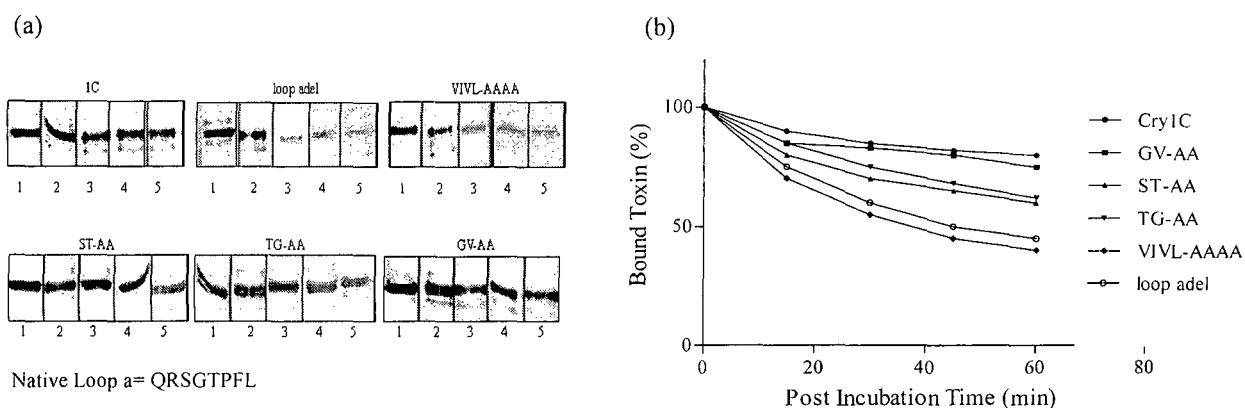 (a)
1C
loop adel
VIVL-AAAA
1 2 3 4 5
1 2 3 4 5
1 2 3 4 5
ST-AA
TG-AA
GV-AA
1 2 3 4 5
1 2 3 4 5
1 2 3 4 5
Native Loop a= QRSGTPFL
(b)
Bound Toxin (%)
100
50
0
0 20 40 60 80
Post Incubation Time (min)
Cry1C
GV-AA
ST-AA
TG-AA
VIVL-AAAA
loop adel